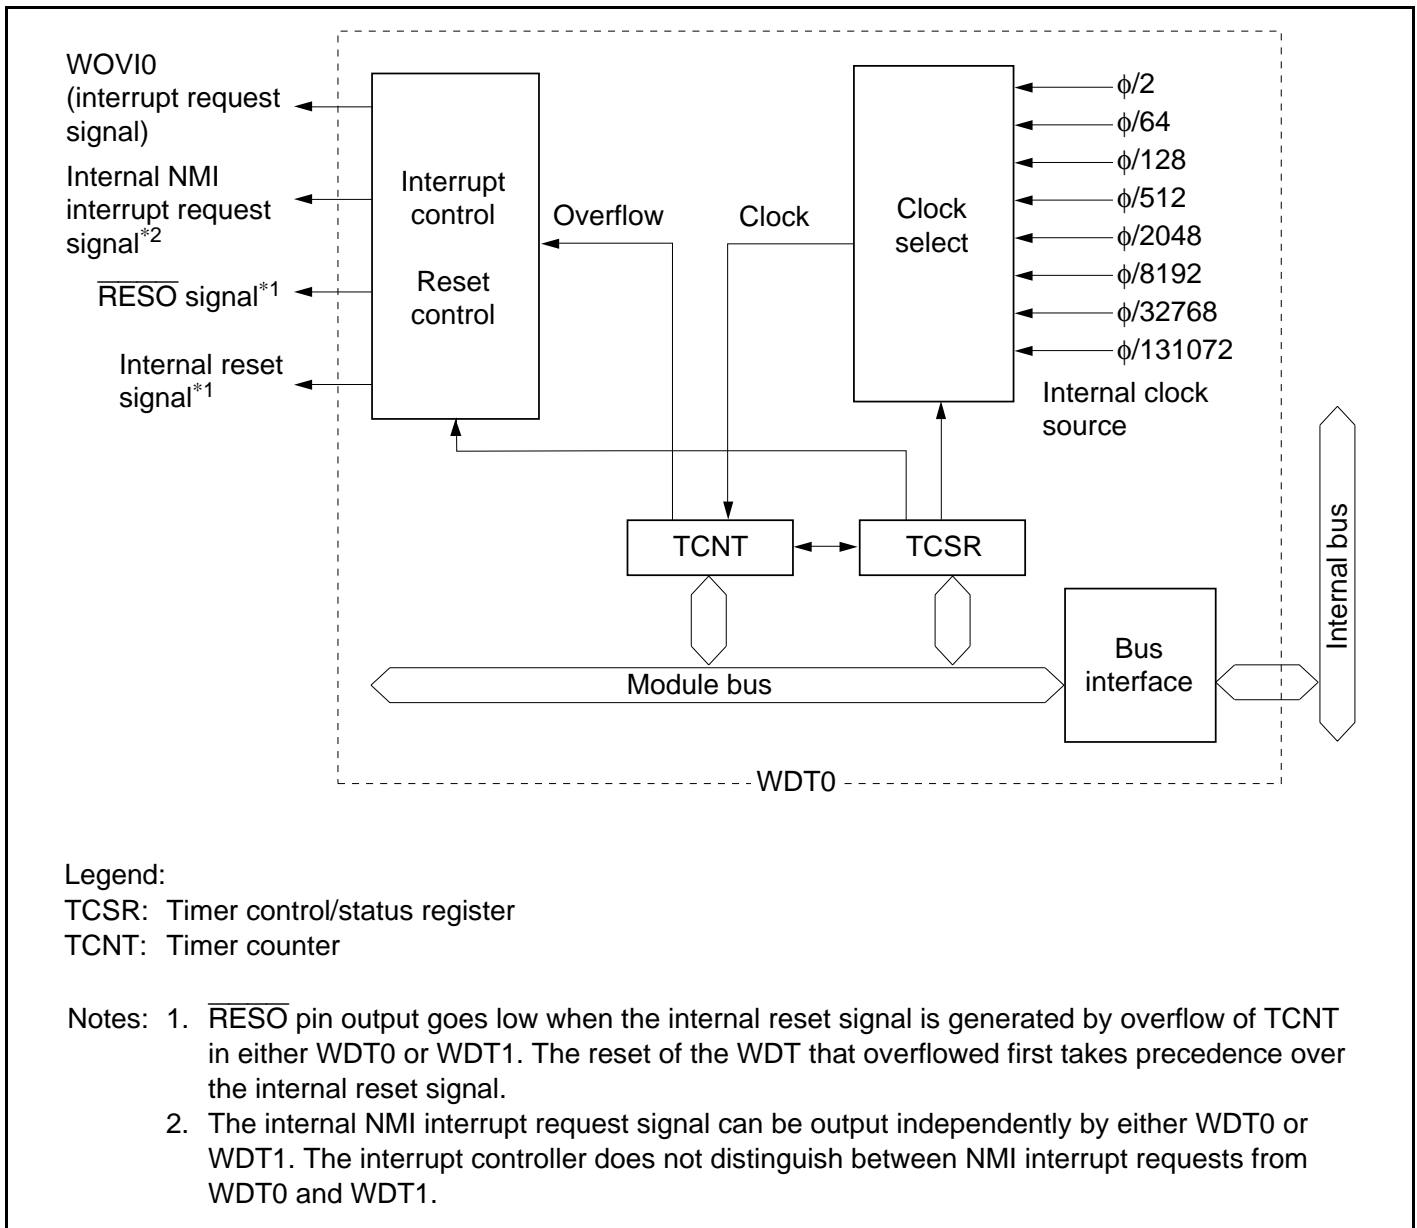 WOVI0
(interrupt request
signal)
Internal NMI
interrupt request
signal*2
RESO signal*1
Internal reset
signal*1
Interrupt
control
Reset
control
Overflow
Clock
Clock
select
ϕ/2
ϕ/64
ϕ/128
ϕ/512
ϕ/2048
ϕ/8192
ϕ/32768
ϕ/131072
Internal clock
source
TCNT
TCSR
Module bus
Bus
interface
Internal bus
WDT0
Legend:
TCSR: Timer control/status register
TCNT: Timer counter
Notes: 1. RESO pin output goes low when the internal reset signal is generated by overflow of TCNT
in either WDT0 or WDT1. The reset of the WDT that overflowed first takes precedence over
the internal reset signal.
2. The internal NMI interrupt request signal can be output independently by either WDT0 or
WDT1. The interrupt controller does not distinguish between NMI interrupt requests from
WDT0 and WDT1.